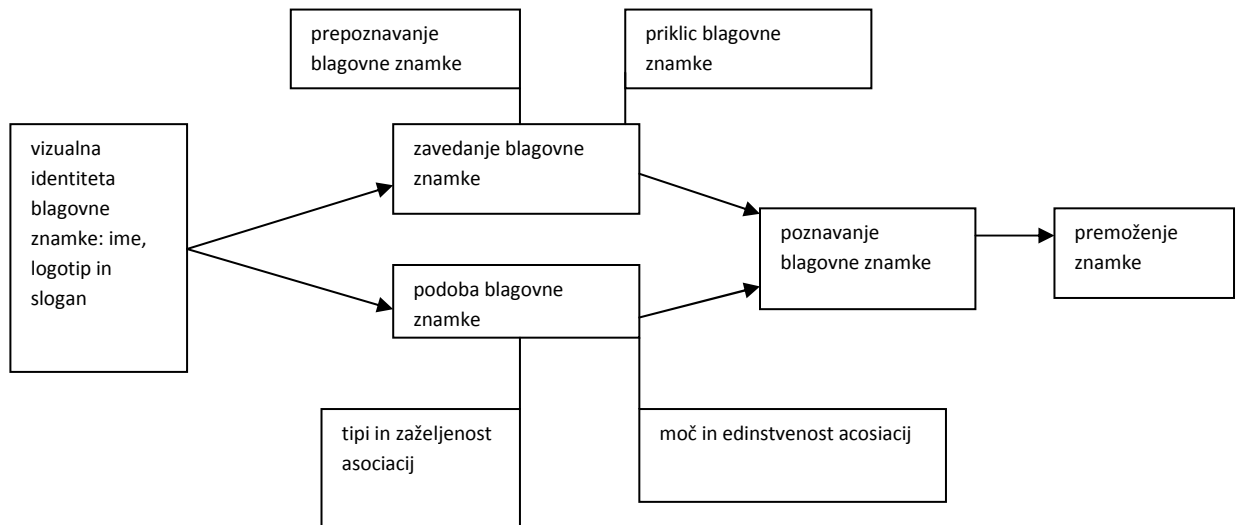 prepoznavanje
blagovne znamke
priklic blagovne
znamke
vizualna
identiteta
blagovne
znamke: ime,
logotip in
slogan
zavedanje blagovne
znamke
podoba blagovne
znamke
poznavanje
blagovne znamke
premoženje
znamke
tipi in zaželjenost
asociacij
moč in edinstvenost acosiacij